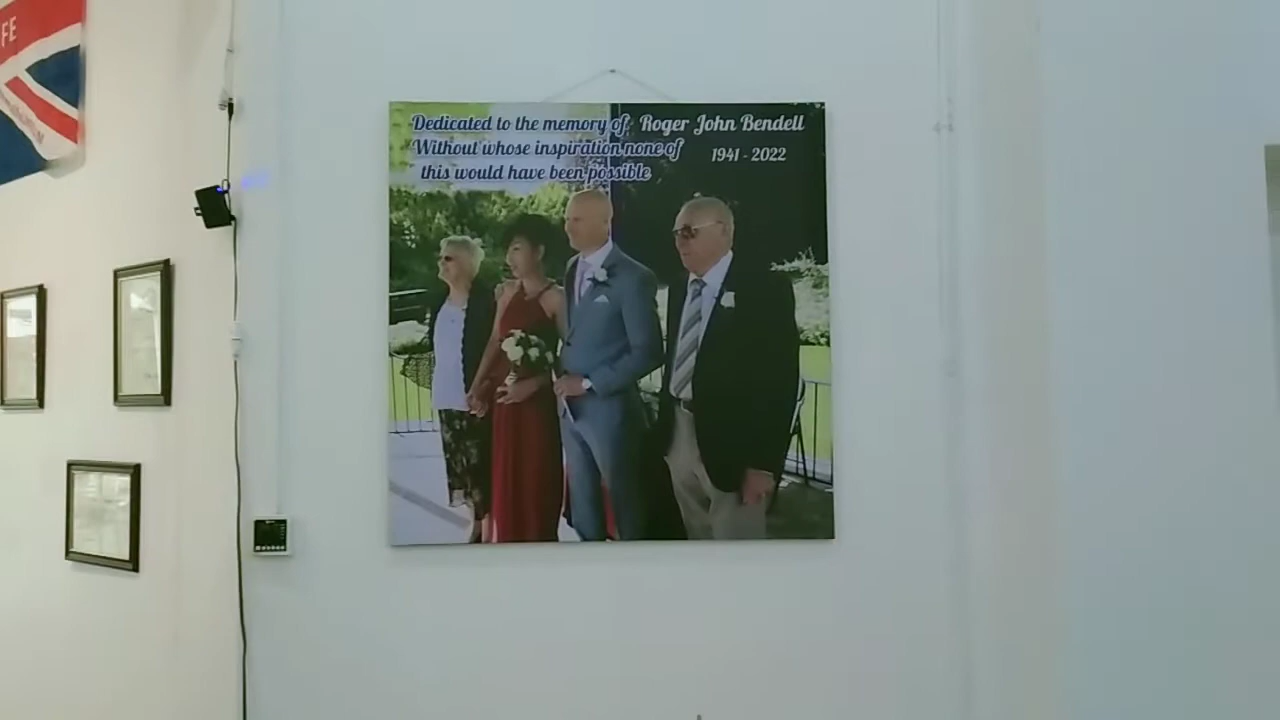 FE
Dedicated to the memory of, Roger John Bendell
Without whose inspiration none of
1941 - 2022
this would have been possible